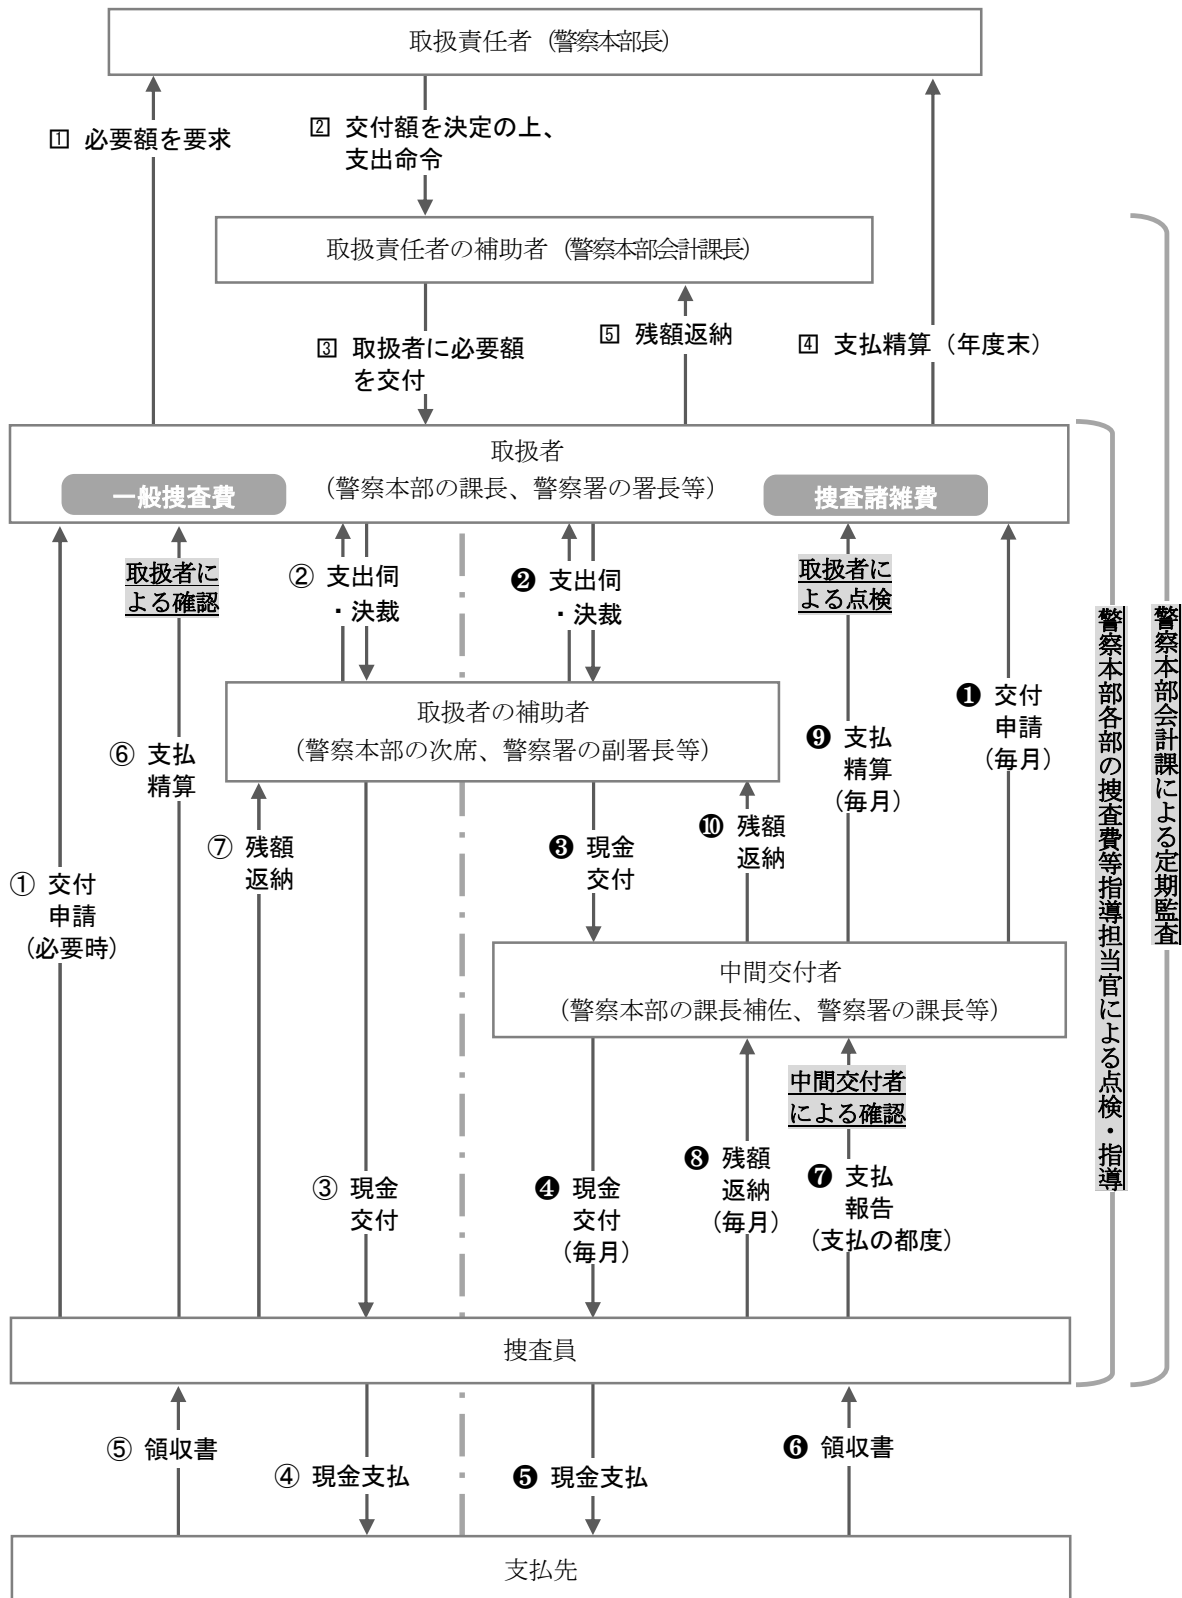 取扱責任者（警察本部長）
1 必要額を要求
2 交付額を決定の上、
支出命令
取扱責任者の補助者（警察本部会計課長）
3 取扱者に必要額
を交付
5 残額返納
4 支払精算（年度末）
取扱者
（警察本部の課長、警察署の署長等）
一般捜査費
捜査諸雑費
取扱者に
よる確認
② 支出伺
・決裁
❷ 支出伺
・決裁
取扱者に
よる点検
取扱者の補助者
（警察本部の次席、警察署の副署長等）
❶ 交付
申請
（毎月）
⑥ 支払
精算
❾ 支払
精算
（毎月）
⑦ 残額
返納
❸ 現金
交付
❿ 残額
返納
① 交付
申請
（必要時）
中間交付者
（警察本部の課長補佐、警察署の課長等）
中間交付者
による確認
③ 現金
交付
❹ 現金
交付
（毎月）
❽ 残額
返納
（毎月）
❼ 支払
報告
（支払の都度）
捜査員
⑤ 領収書
④ 現金支払
❺ 現金支払
❻ 領収書
支払先
警察本部各部の捜査費等指導担当官による点検・指導
警察本部会計課による定期監査